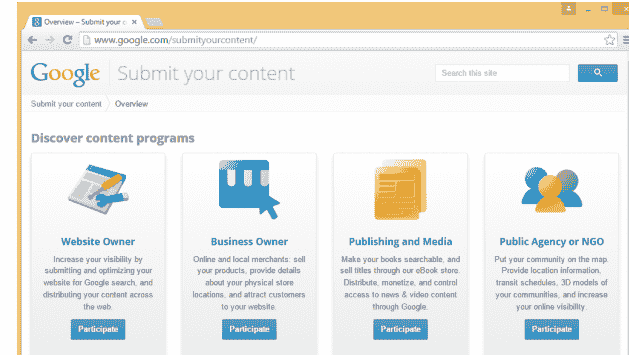 Overview – Submit your c
www.google.com/submityourcontent/
Google Submit your content
Search this site
Submit your content Overview
Discover content programs
Website Owner
Increase your visibility by
submitting and optimizing your
website for Google search, and
distributing your content across
the web.
Participate
Business Owner
Online and local merchants: sell
your products, provide details
about your physical store
locations, and attract customers
to your website.
Participate
Publishing and Media
Make your books searchable, and
sell titles through our eBook store.
Distribute, monetize, and control
access to news & video content
through Google.
Participate
Public Agency or NGO
Put your community on the map.
Provide location information,
transit schedules, 3D models of
your communities, and increase
your online visibility.
Participate